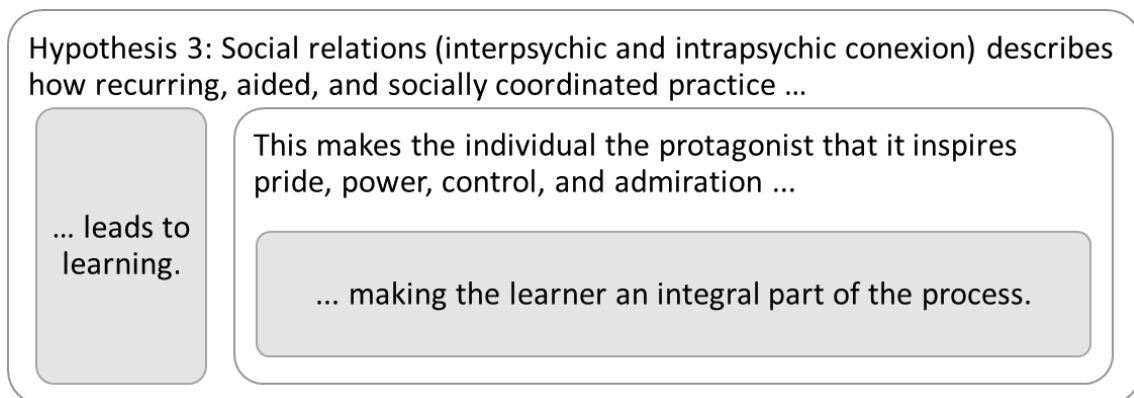 Hypothesis 3: Social relations (interpsychic and intrapsychic conexion) describes
how recurring, aided, and socially coordinated practice ...
... leads to
learning.
This makes the individual the protagonist that it inspires
pride, power, control, and admiration ...
... making the learner an integral part of the process.